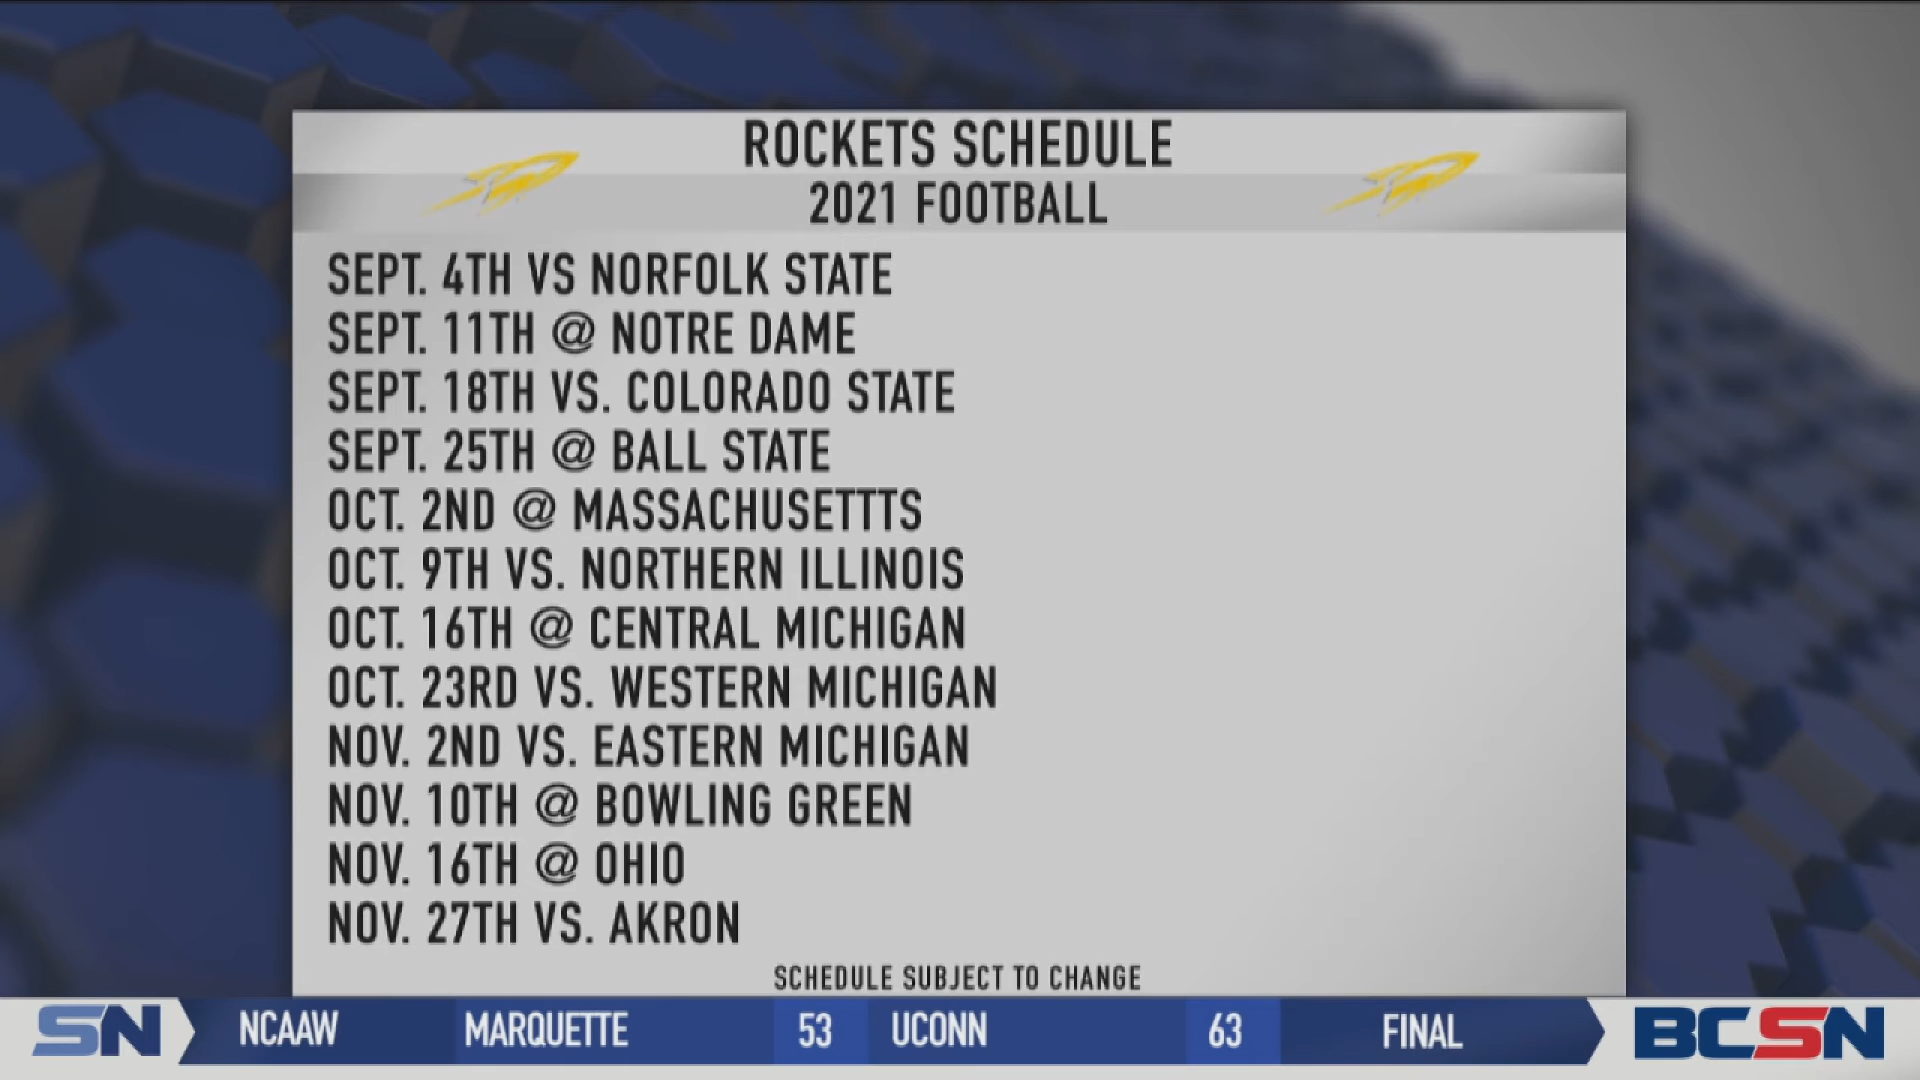 ROCKETS SCHEDULE
2021 FOOTBALL
SEPT. 4TH VS NORFOLK STATE
SEPT. 11TH @ NOTRE DAME
SEPT. 18TH VS. COLORADO STATE
SEPT. 25TH @ BALL STATE
OCT. 2ND @ MASSACHUSETTTS
OCT. 9TH VS. NORTHERN ILLINOIS
OCT. 16TH @ CENTRAL MICHIGAN
OCT. 23RD VS. WESTERN MICHIGAN
NOV. 2ND VS. EASTERN MICHIGAN
NOV. 10TH @ BOWLING GREEN
NOV. 16TH @ OHIO
NOV. 27TH VS. AKRON
SCHEDULE SUBJECT TO CHANGE
SN NCAAW MARQUETTE 53 UCONN 63 FINAL BCSN